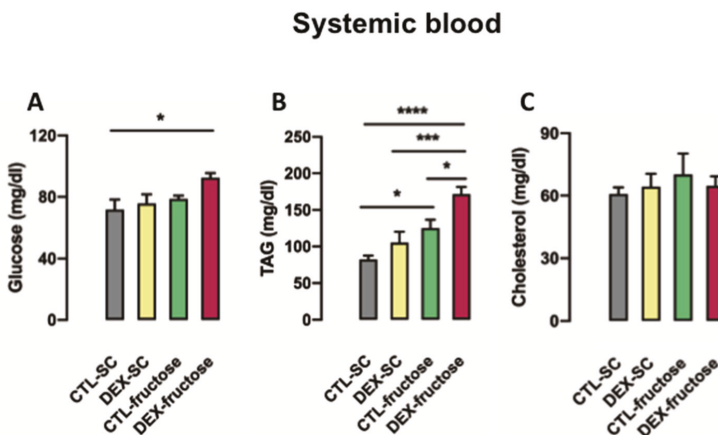 Systemic blood
A
*
Glucose (mg/dl)
120
80
40
0
CTL-SC
DEX-SC
CTL-fructose
DEX-fructose
B
****
***
*
*
TAG (mg/dl)
250
200
150
100
50
0
CTL-SC
DEX-SC
CTL-fructose
DEX-fructose
C
Cholesterol (mg/dl)
90
60
30
0
CTL-SC
DEX-SC
CTL-fructose
DEX-fructose